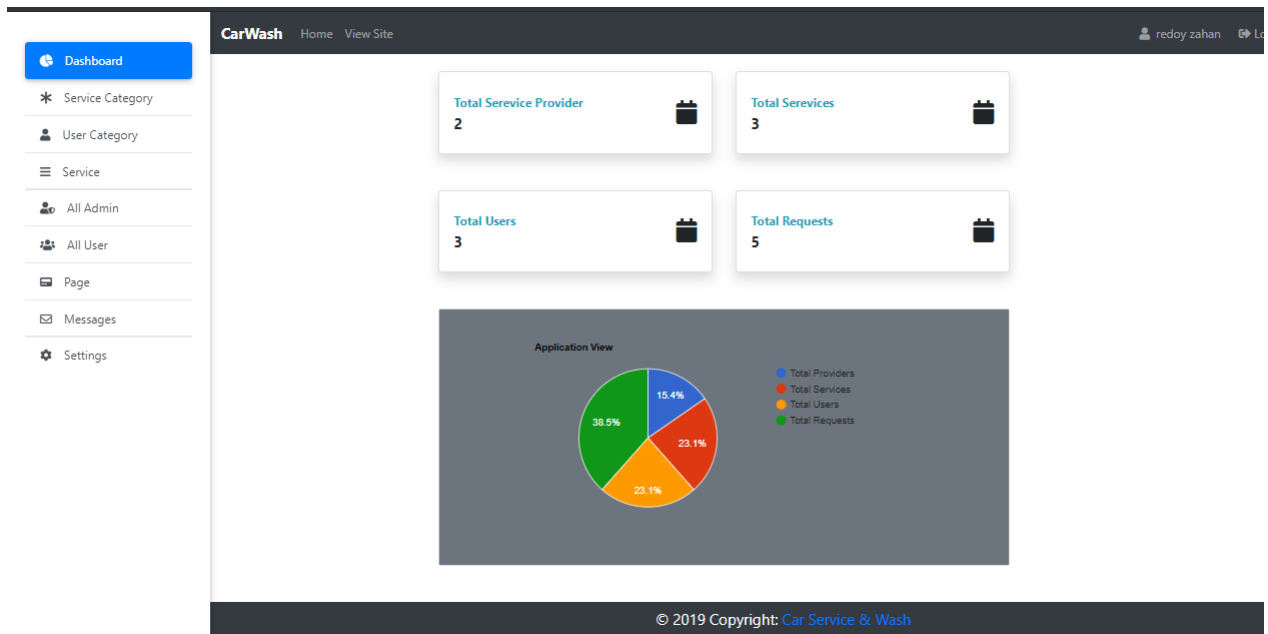 CarWash Home View Site redoy zahan
Dashboard
Service Category
User Category
Service
All Admin
All User
Page
Messages
Settings
Total Serevice Provider
2
Total Serevices
3
Total Users
3
Total Requests
5
Application View
15.4%
23.1%
23.1%
38.5%
Total Providers
Total Services
Total Users
Total Requests
© 2019 Copyright: Car Service & Wash